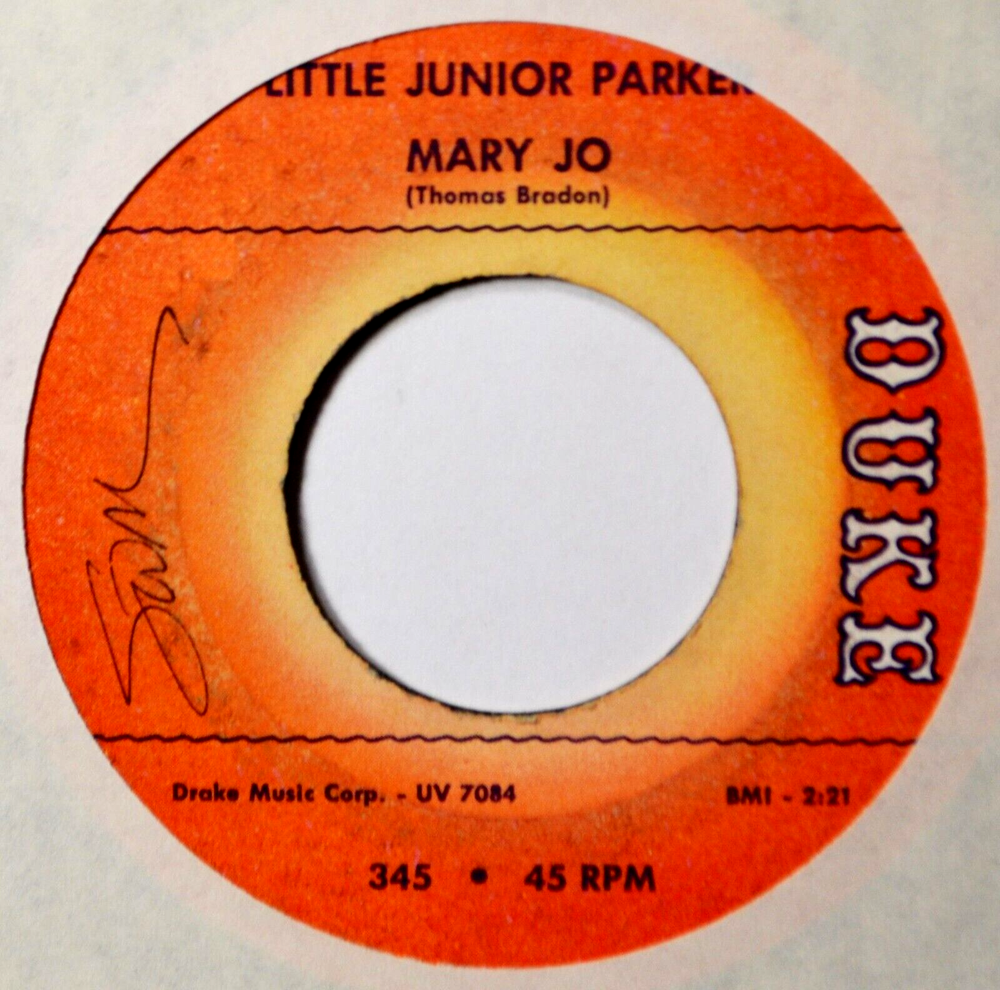 LITTLE JUNIOR PARKER
MARY JO
(Thomas Bradon)
DUKE
Drake Music Corp. - UV 7084
BMI - 2:21
345 • 45 RPM